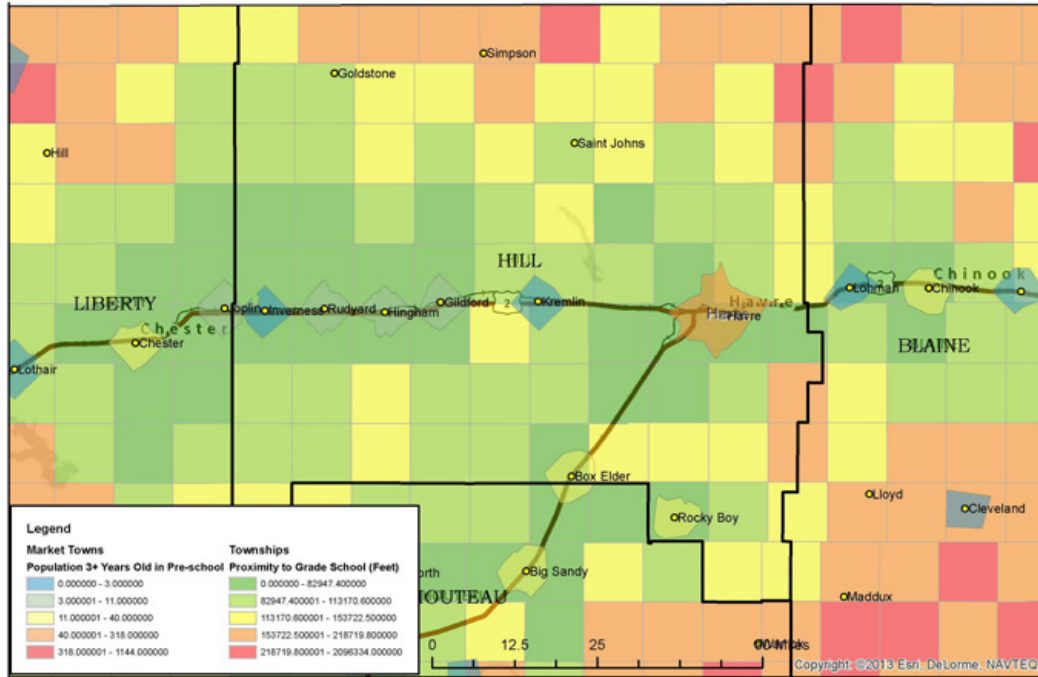 Simpson
Goldstone
Saint Johns
Hill
HILL
Chinook
LIBERTY
Joplin
Inverness
Rudyard
Hingham
Gildford
2
Kremlin
Havre
Havre
Lohman
2
Chinook
Chester
Chester
BLAINE
Lothair
Box Elder
Lloyd
Cleveland
Rocky Boy
Big Sandy
Maddux
OUTEAU
Legend
Market Towns
Population 3+ Years Old in Pre-school
0.000000 - 3.000000
3.000001 - 11.000000
11.000001 - 40.000000
40.000001 - 318.000000
318.000001 - 1144.000000
Townships
Proximity to Grade School (Feet)
0.000000 - 82947.400000
82947.400001 - 113170.600000
113170.600001 - 153722.500000
153722.500001 - 218719.800000
218719.800001 - 2096334.000000
0 12.5 25 Miles
Copyright: ©2013 Esri, DeLorme, NAVTEQ